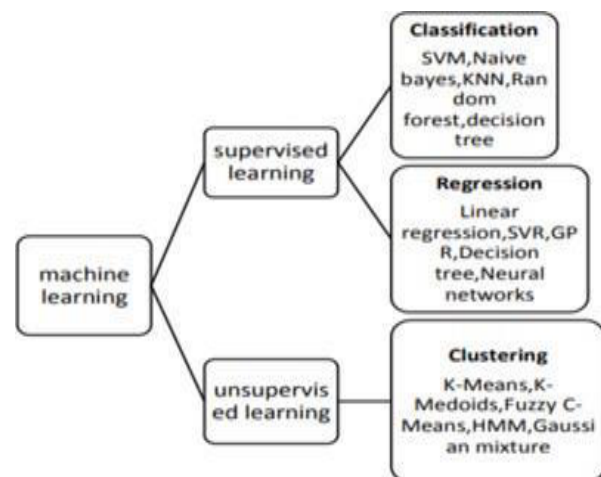 machine
learning
supervised
learning
unsupervis
ed learning
Classification
SVM,Naive
bayes,KNN,Ran
dom
forest,decision
tree
Regression
Linear
regression,SVR,GP
R,Decision
tree,Neural
networks
Clustering
K-Means,K-
Medoids,Fuzzy C-
Means,HMM,Gaussi
an mixture